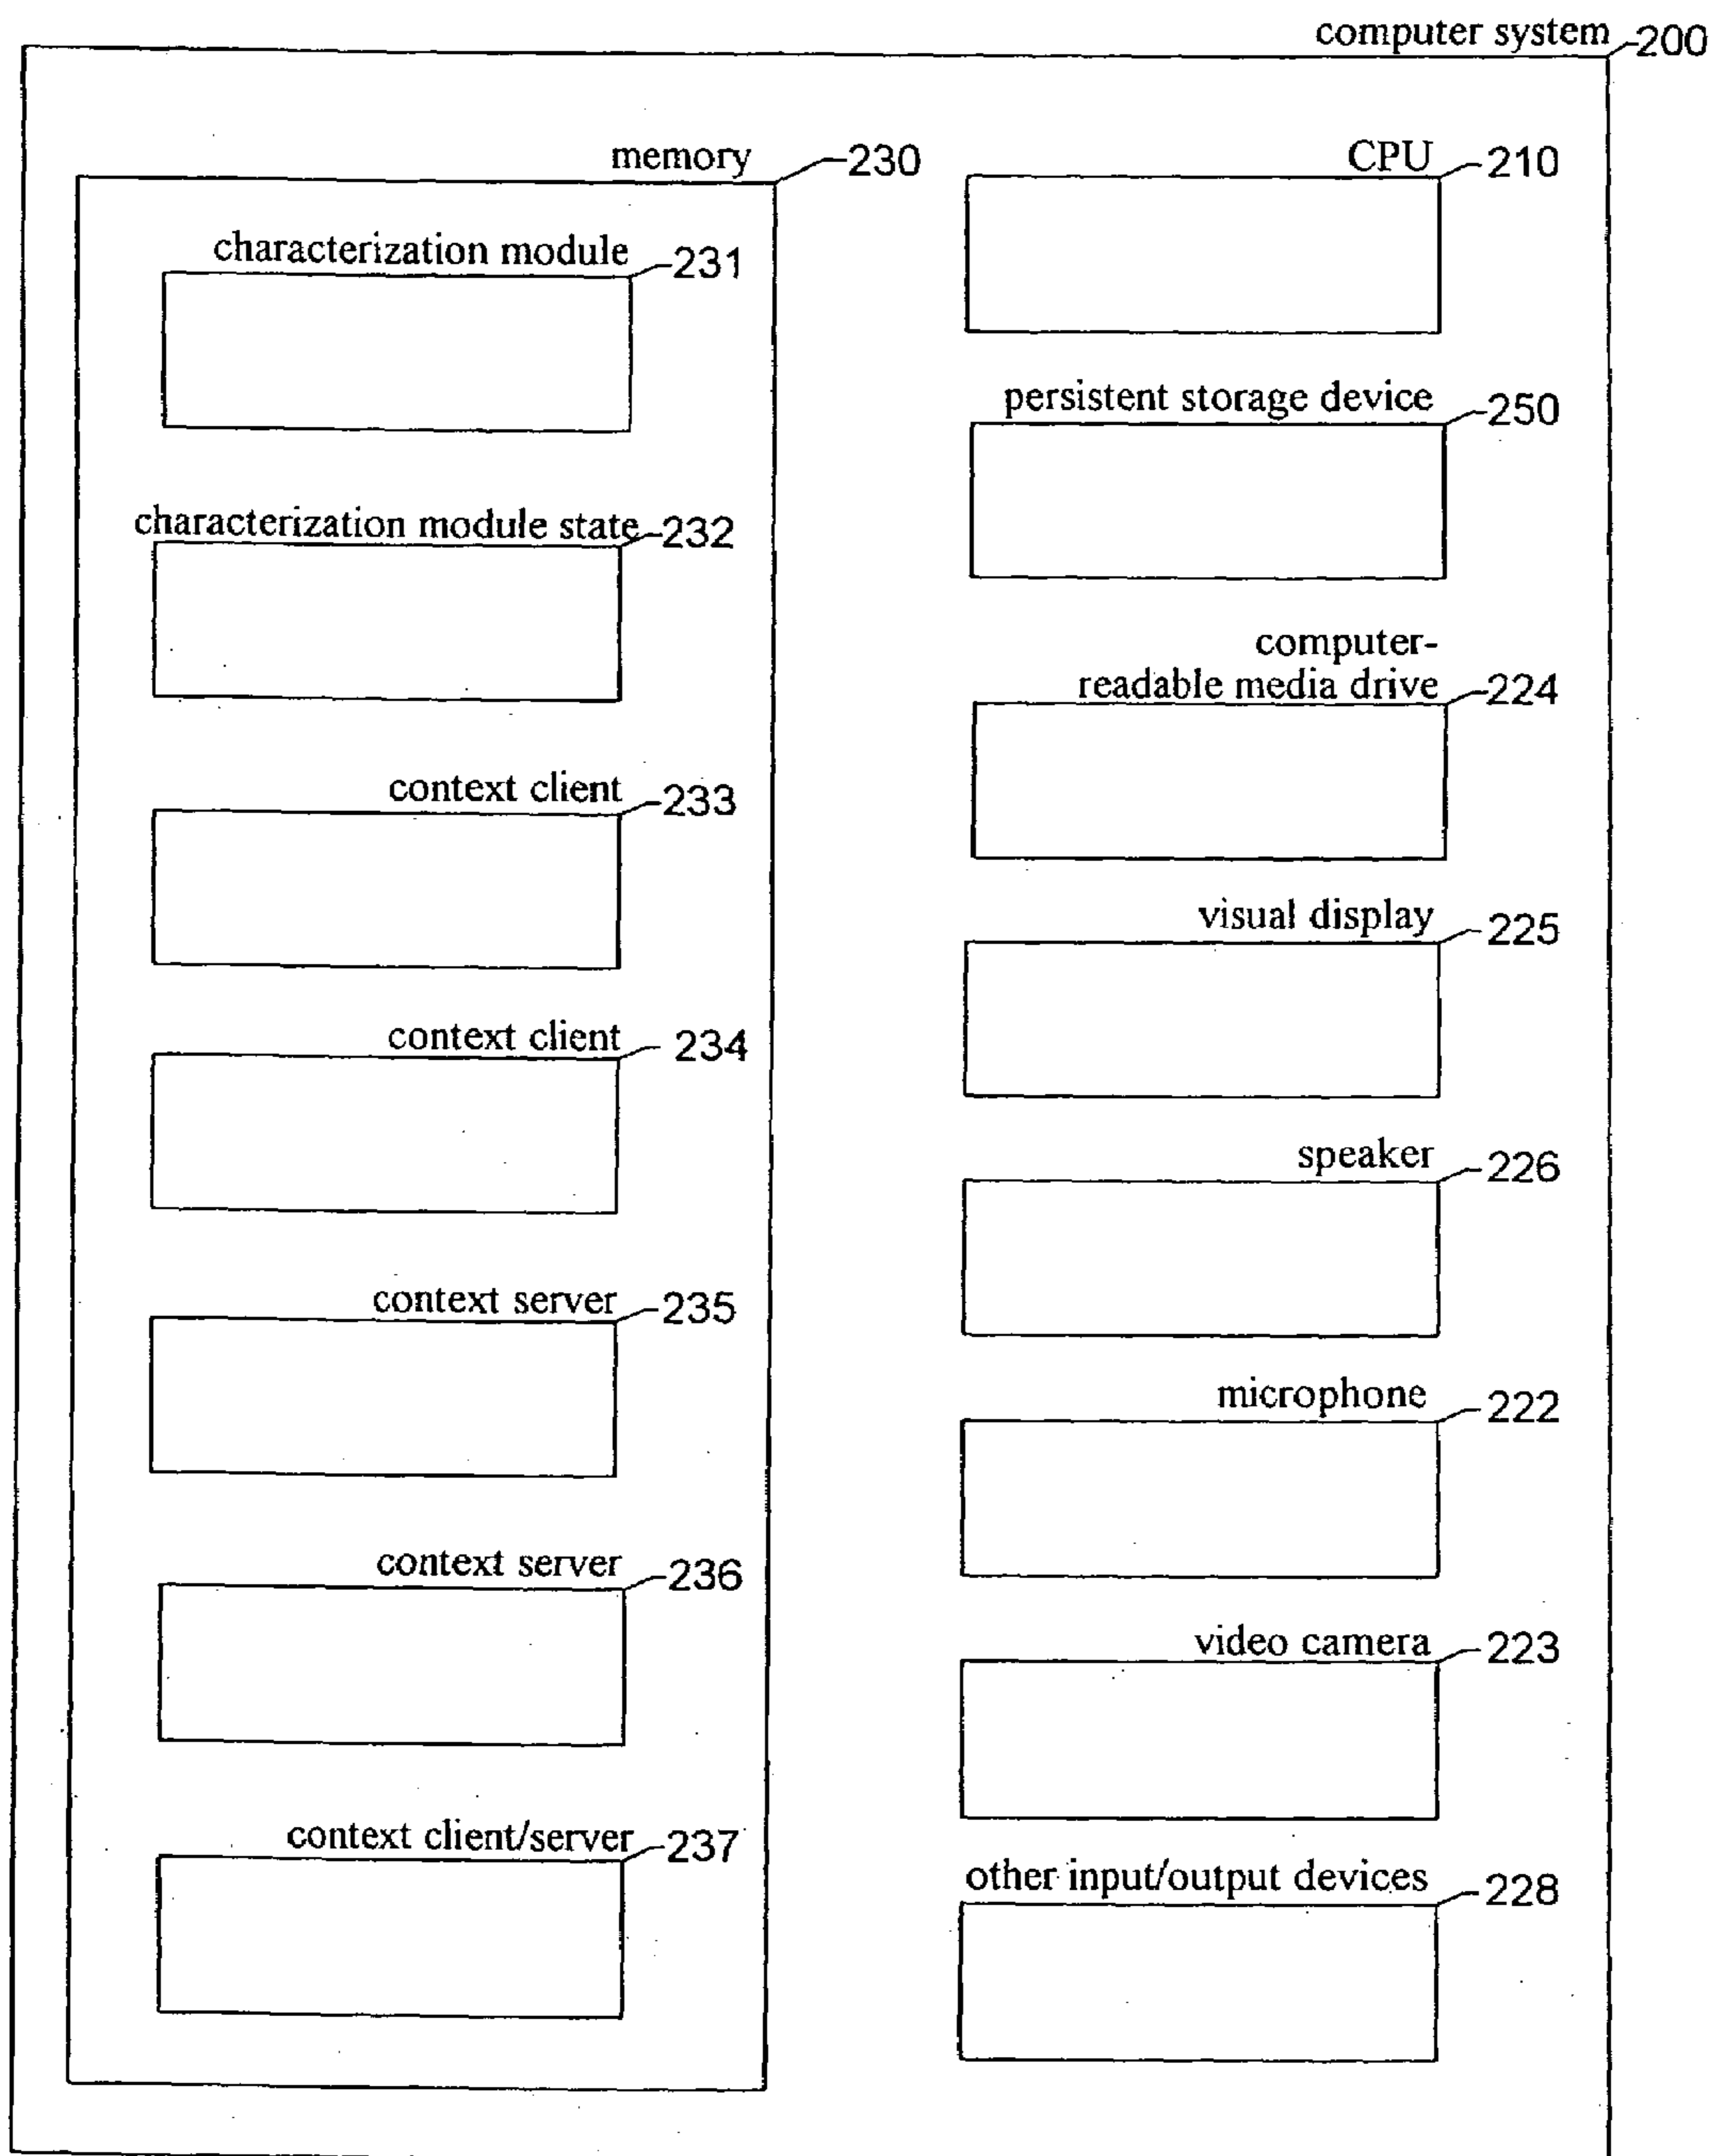 computer system 200
memory 230
characterization module 231
characterization module state 232
context client 233
context client 234
context server 235
context server 236
context client/server 237
CPU 210
persistent storage device 250
computer-
readable media drive 224
visual display 225
speaker 226
microphone 222
video camera 223
other input/output devices 228